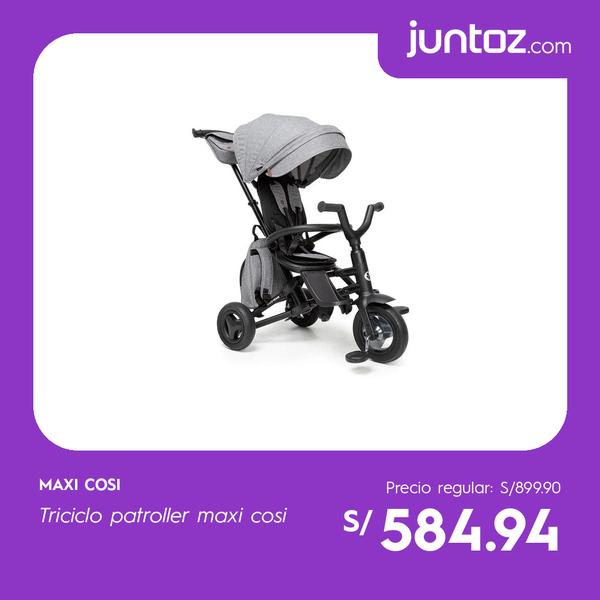 juntoz.com
MAXI COSI
Triciclo patroller maxi cosi
Precio regular: S/899.90
S/ 584.94